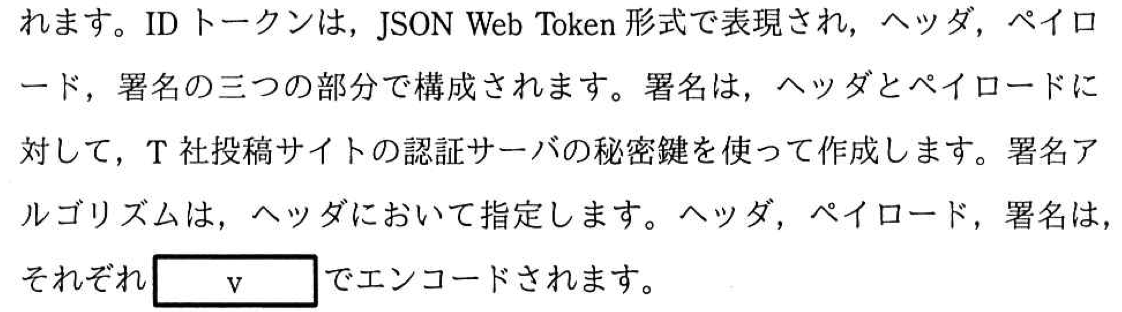 れます。ID トークンは，JSON Web Token 形式で表現され，ヘッダ，ペイロ
ード，署名の三つの部分で構成されます。署名は，ヘッダとペイロードに
対して，T 社投稿サイトの認証サーバの秘密鍵を使って作成します。署名ア
ルゴリズムは，ヘッダにおいて指定します。ヘッダ，ペイロード，署名は，
それぞれ v でエンコードされます。